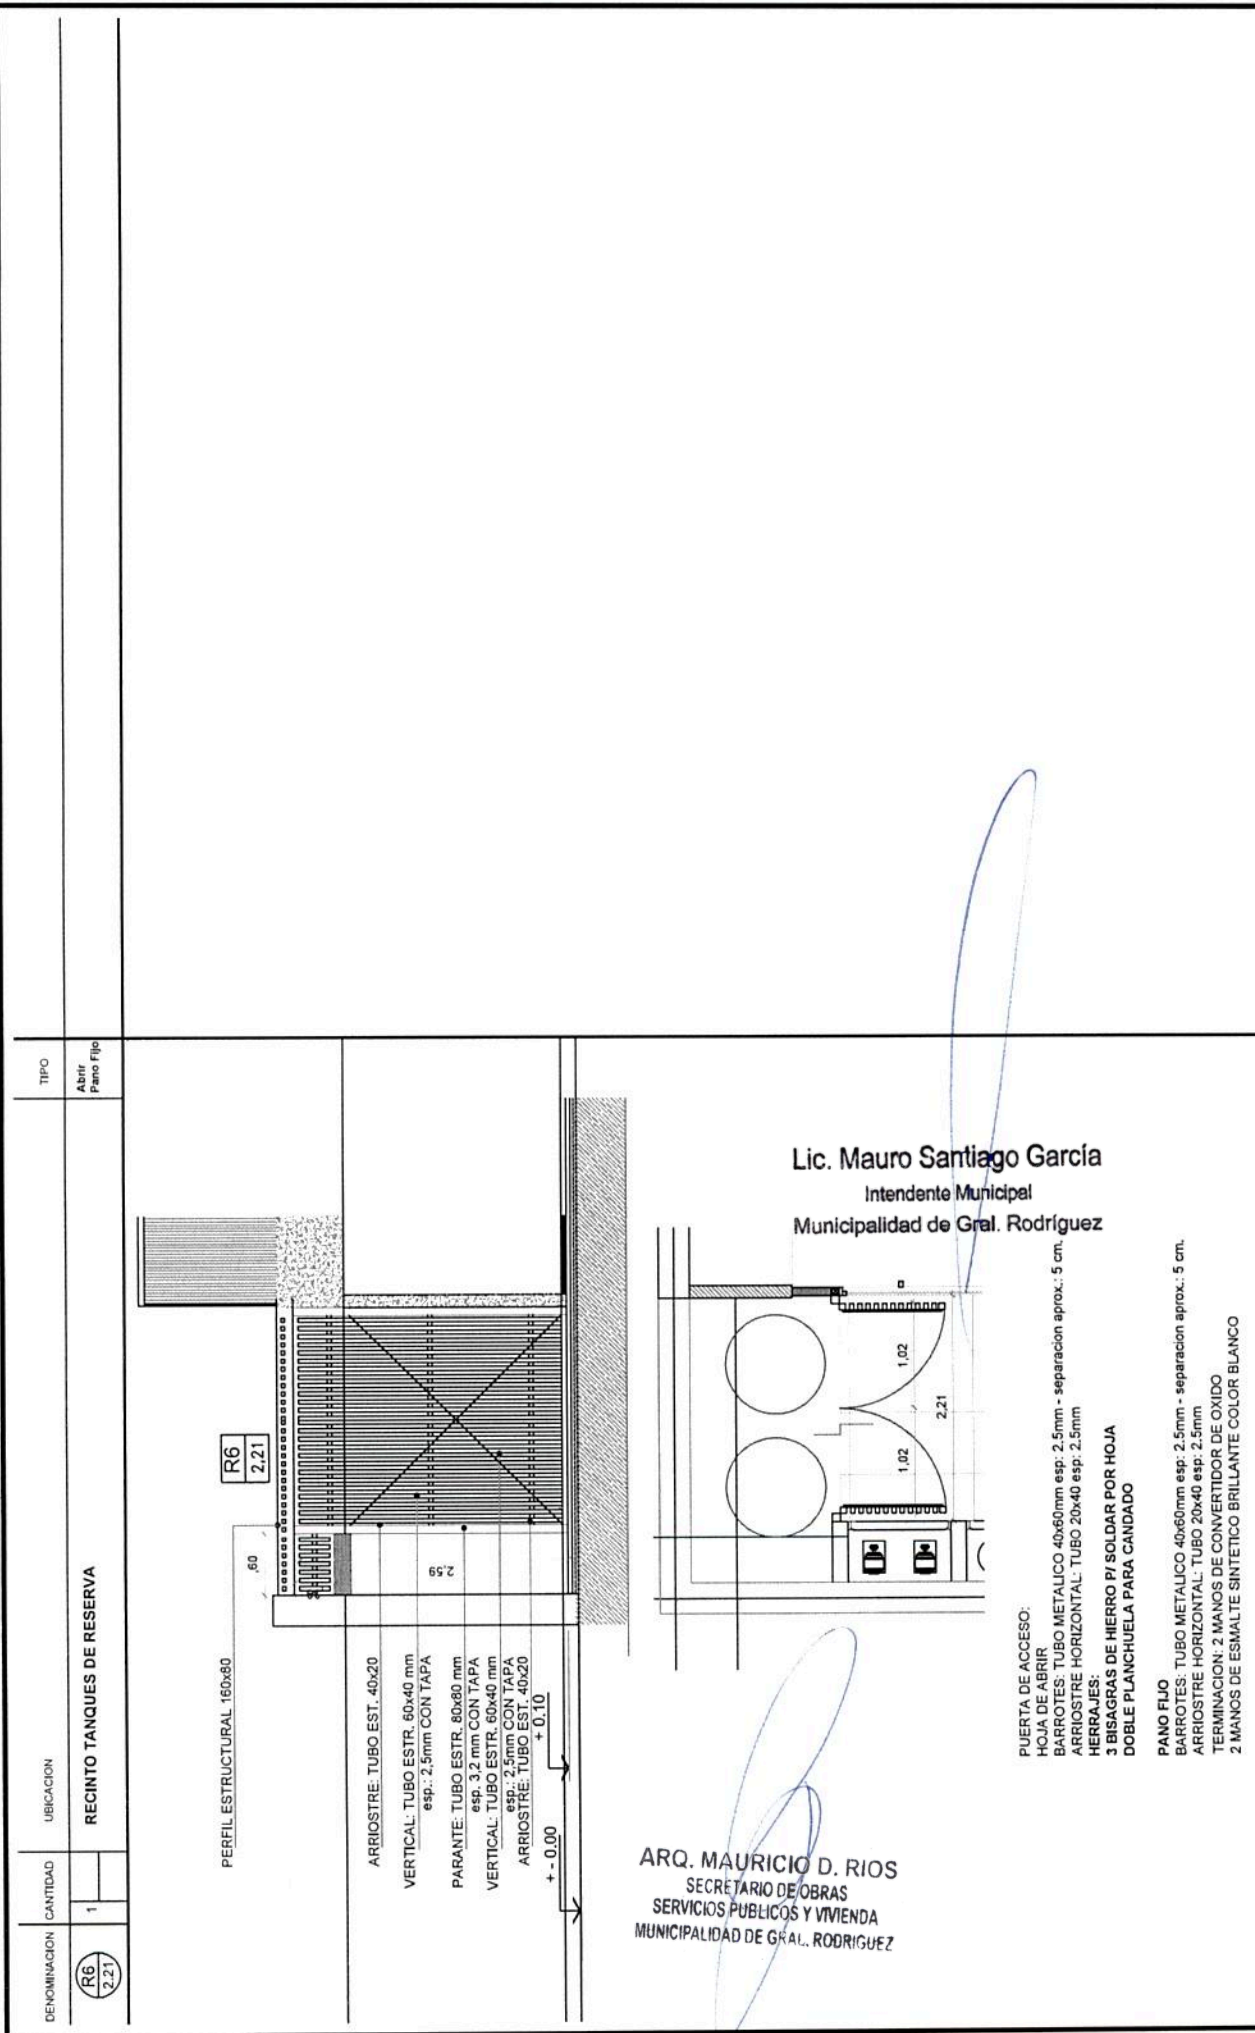 DENOMINACION
CANTIDAD
UBICACION
TIPO
R6
2.21
1
RECINTO TANQUES DE RESERVA
Abrir
Pano Fijo
PERFIL ESTRUCTURAL 160x80
,60
R6
2.21
ARRIOSTRE: TUBO EST. 40x20
VERTICAL: TUBO ESTR. 60x40 mm
esp.: 2,5mm CON TAPA
2,59
PARANTE: TUBO ESTR. 80x80 mm
esp. 3,2 mm CON TAPA
VERTICAL: TUBO ESTR. 60x40 mm
esp.: 2,5mm CON TAPA
ARRIOSTRE: TUBO EST. 40x20
+ 0.10
+ - 0.00
1,02
1,02
2,21
Lic. Mauro Santiago García
Intendente Municipal
Municipalidad de Gral. Rodríguez
ARQ. MAURICIO D. RIOS
SECRETARIO DE OBRAS
SERVICIOS PUBLICOS Y VIVIENDA
MUNICIPALIDAD DE GRAL. RODRIGUEZ
PUERTA DE ACCESO:
HOJA DE ABRIR
BARROTES: TUBO METALICO 40x60mm esp: 2.5mm - separacion aprox.: 5 cm.
ARRIOSTRE HORIZONTAL: TUBO 20x40 esp: 2.5mm
HERRAJES:
3 BISAGRAS DE HIERRO P/ SOLDAR POR HOJA
DOBLE PLANCHUELA PARA CANDADO
PANO FIJO
BARROTES: TUBO METALICO 40x60mm esp: 2.5mm - separacion aprox.: 5 cm.
ARRIOSTRE HORIZONTAL: TUBO 20x40 esp: 2.5mm
TERMINACION: 2 MANOS DE CONVERTIDOR DE OXIDO
2 MANOS DE ESMALTE SINTETICO BRILLANTE COLOR BLANCO